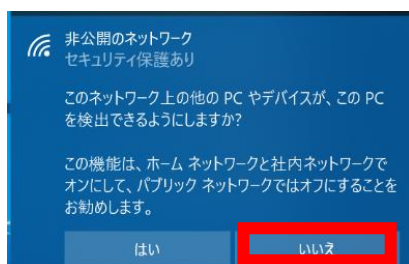 非公開のネットワーク
セキュリティ保護あり
このネットワーク上の他の PC やデバイスが、この PC
を検出できるようにしますか?
この機能は、ホーム ネットワークと社内ネットワークで
オンにして、パブリック ネットワークではオフにすることを
お勧めします。
はい
いいえ